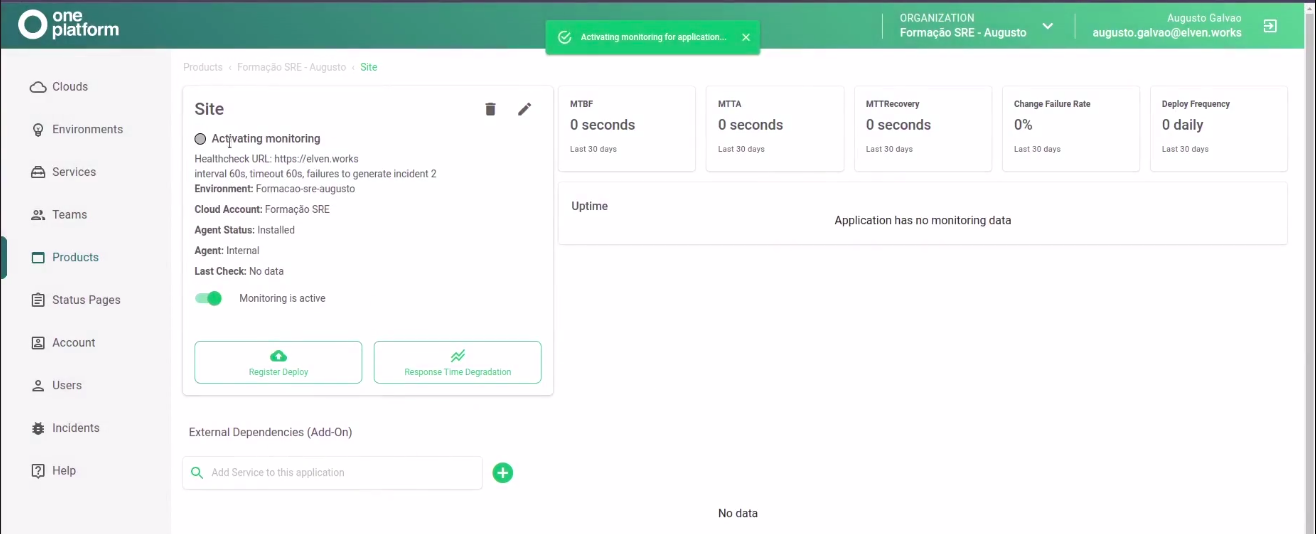 one
platform
Activating monitoring for application...
ORGANIZATION
Formação SRE - Augusto
Augusto Galvao
augusto.galvao@elven.works
Clouds
Environments
Services
Teams
Products
Status Pages
Account
Users
Incidents
Help
Products › Formação SRE - Augusto › Site
Site
Activating monitoring
Healthcheck URL: https://elven.works
interval 60s, timeout 60s, failures to generate incident 2
Environment: Formacao-sre-augusto
Cloud Account: Formação SRE
Agent Status: Installed
Agent: Internal
Last Check: No data
Monitoring is active
Register Deploy
Response Time Degradation
MTBF
0 seconds
Last 30 days
MTTA
0 seconds
Last 30 days
MTTRecovery
0 seconds
Last 30 days
Change Failure Rate
0%
Last 30 days
Deploy Frequency
0 daily
Last 30 days
Uptime
Application has no monitoring data
External Dependencies (Add-On)
Add Service to this application
No data